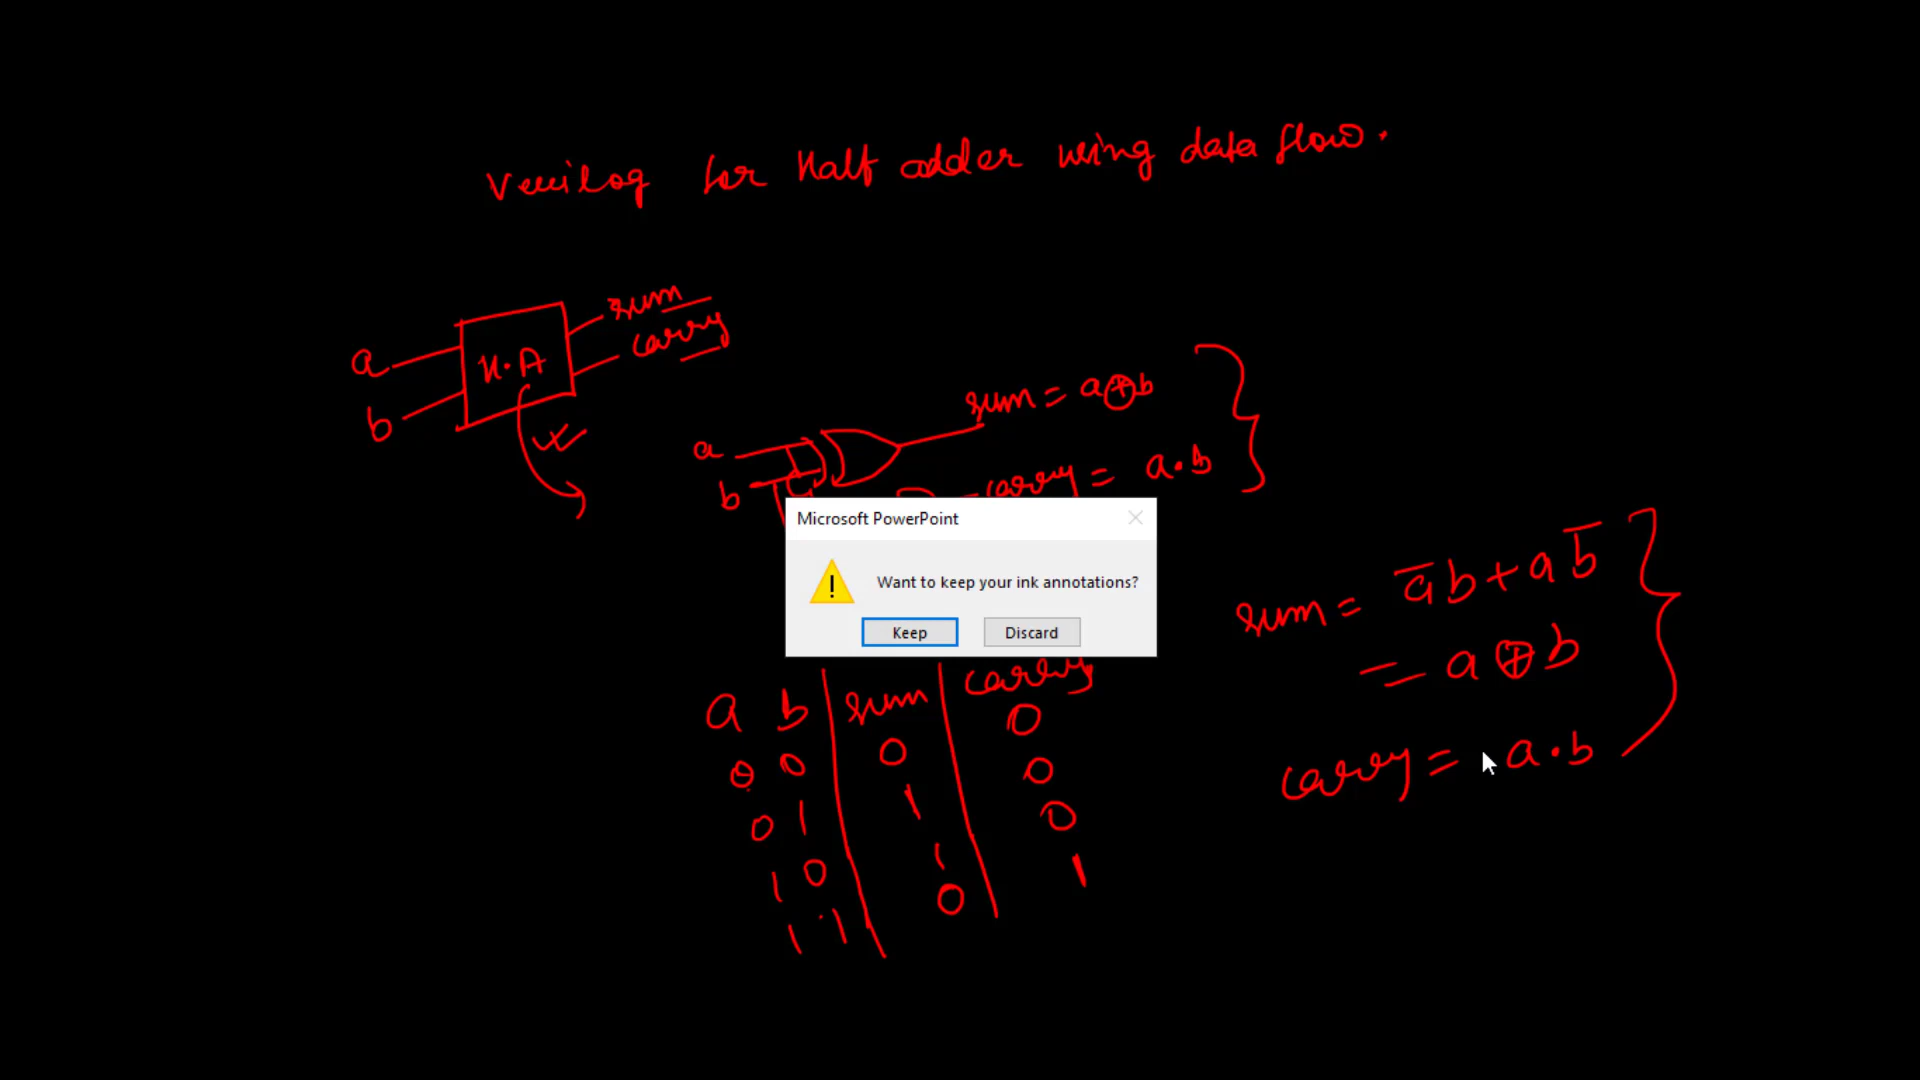 Verilog for Half adder using data flow.
sum
carry
a
b
H.A
sum = a⊕b
a
b
carry = a.b
Microsoft PowerPoint
Want to keep your ink annotations?
Keep
Discard
sum = a̅b + ab̅
= a⊕b
carry = a.b
a b sum carry
0 0 0 0
0 1 1 0
1 0 1 0
1 1 0 1